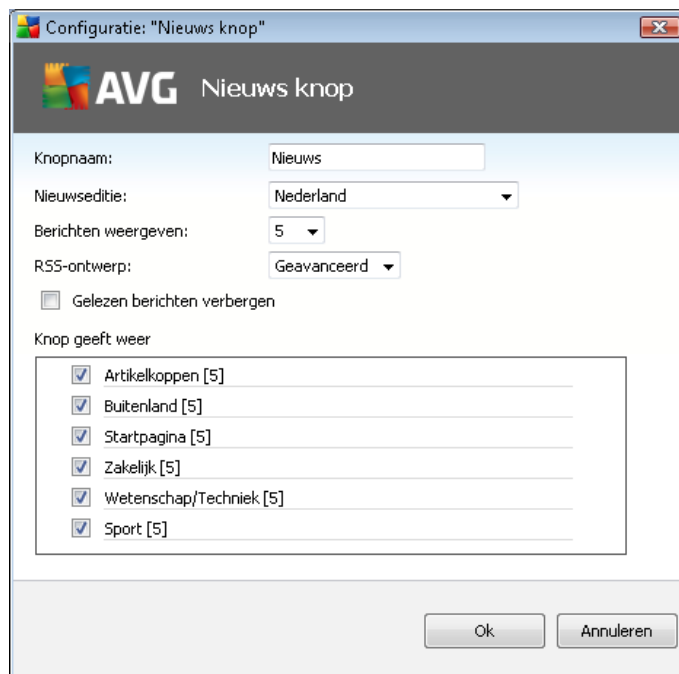 Configuratie: "Nieuws knop"
AVG Nieuws knop
Knopnaam: Nieuws
Nieuwseditie: Nederland
Berichten weergeven: 5
RSS-ontwerp: Geavanceerd
Gelezen berichten verbergen
Knop geeft weer
Artikelkoppen [5]
Buitenland [5]
Startpagina [5]
Zakelijk [5]
Wetenschap/Techniek [5]
Sport [5]
Ok Annuleren